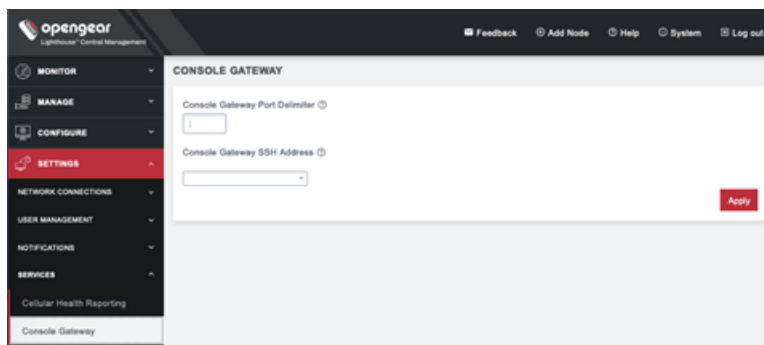 opengear
Lighthouse™ Central Management
Feedback
Add Node
Help
System
Log out
MONITOR
MANAGE
CONFIGURE
SETTINGS
NETWORK CONNECTIONS
USER MANAGEMENT
NOTIFICATIONS
SERVICES
Cellular Health Reporting
Console Gateway
CONSOLE GATEWAY
Console Gateway Port Delimiter
:
Console Gateway SSH Address
Apply